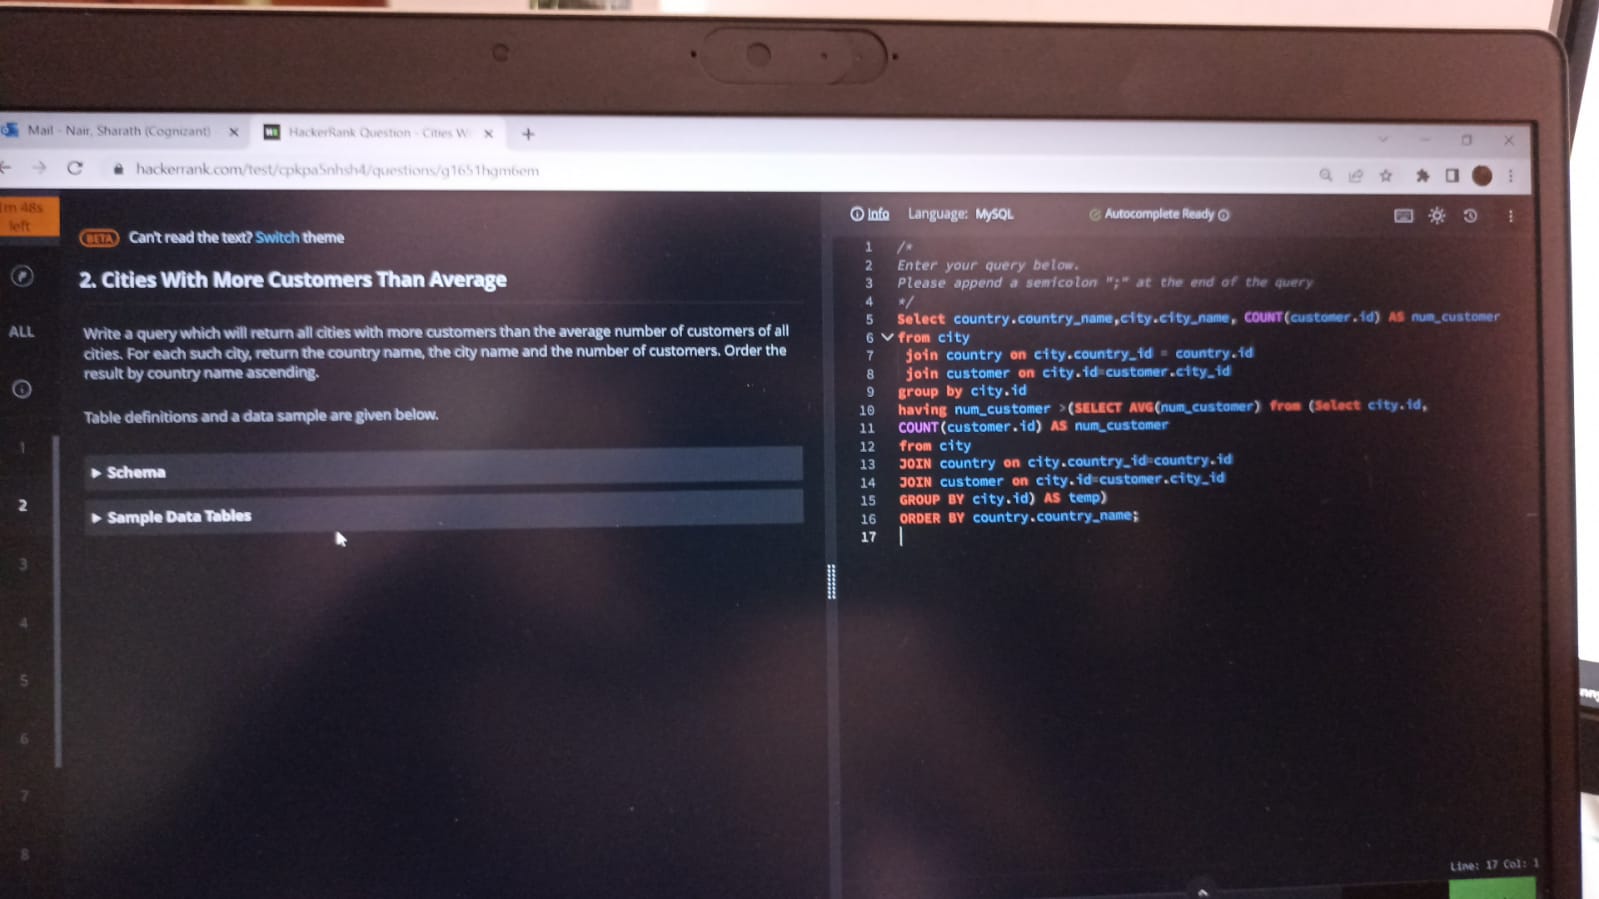 Mail - Nair, Sharath (Cognizant)
HackerRank Question - Cities W
hackerrank.com/test/cpkpa5nhsh4/questions/g1651hgm6em
1m 48s
left
BETA Can't read the text? Switch theme
2. Cities With More Customers Than Average
ALL
Write a query which will return all cities with more customers than the average number of customers of all
cities. For each such city, return the country name, the city name and the number of customers. Order the
result by country name ascending.
Table definitions and a data sample are given below.
Schema
Sample Data Tables
1
2
3
4
5
6
7
8
Info Language: MySQL Autocomplete Ready
1 /*
2 Enter your query below.
3 Please append a semicolon ";" at the end of the query
4 */
5 Select country.country_name,city.city_name, COUNT(customer.id) AS num_customer
6 from city
7 join country on city.country_id = country.id
8 join customer on city.id=customer.city_id
9 group by city.id
10 having num_customer >(SELECT AVG(num_customer) from (Select city.id,
11 COUNT(customer.id) AS num_customer
12 from city
13 JOIN country on city.country_id=country.id
14 JOIN customer on city.id=customer.city_id
15 GROUP BY city.id) AS temp)
16 ORDER BY country.country_name;
17
Line: 17 Col: 1